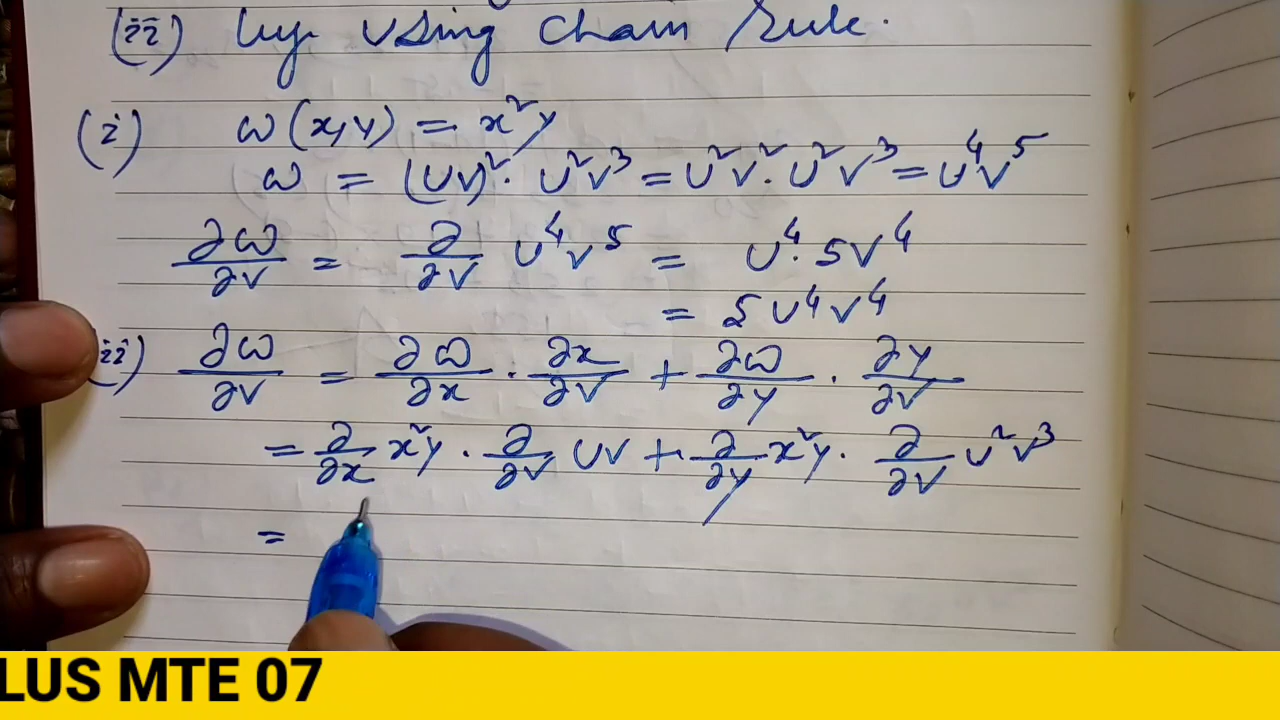 (ii) by using chain rule.
(i) ω(x,y) = x²y
ω = (uv)². u²v³ = u²v². u²v³ = u⁴v⁵
∂ω/∂v = ∂/∂v u⁴v⁵ = u⁴. 5v⁴
= 5u⁴v⁴
ii) ∂ω/∂v = ∂ω/∂x . ∂x/∂v + ∂ω/∂y . ∂y/∂v
= ∂/∂x x²y . ∂/∂v uv + ∂/∂y x²y . ∂/∂v u²v³
=
LUS MTE 07